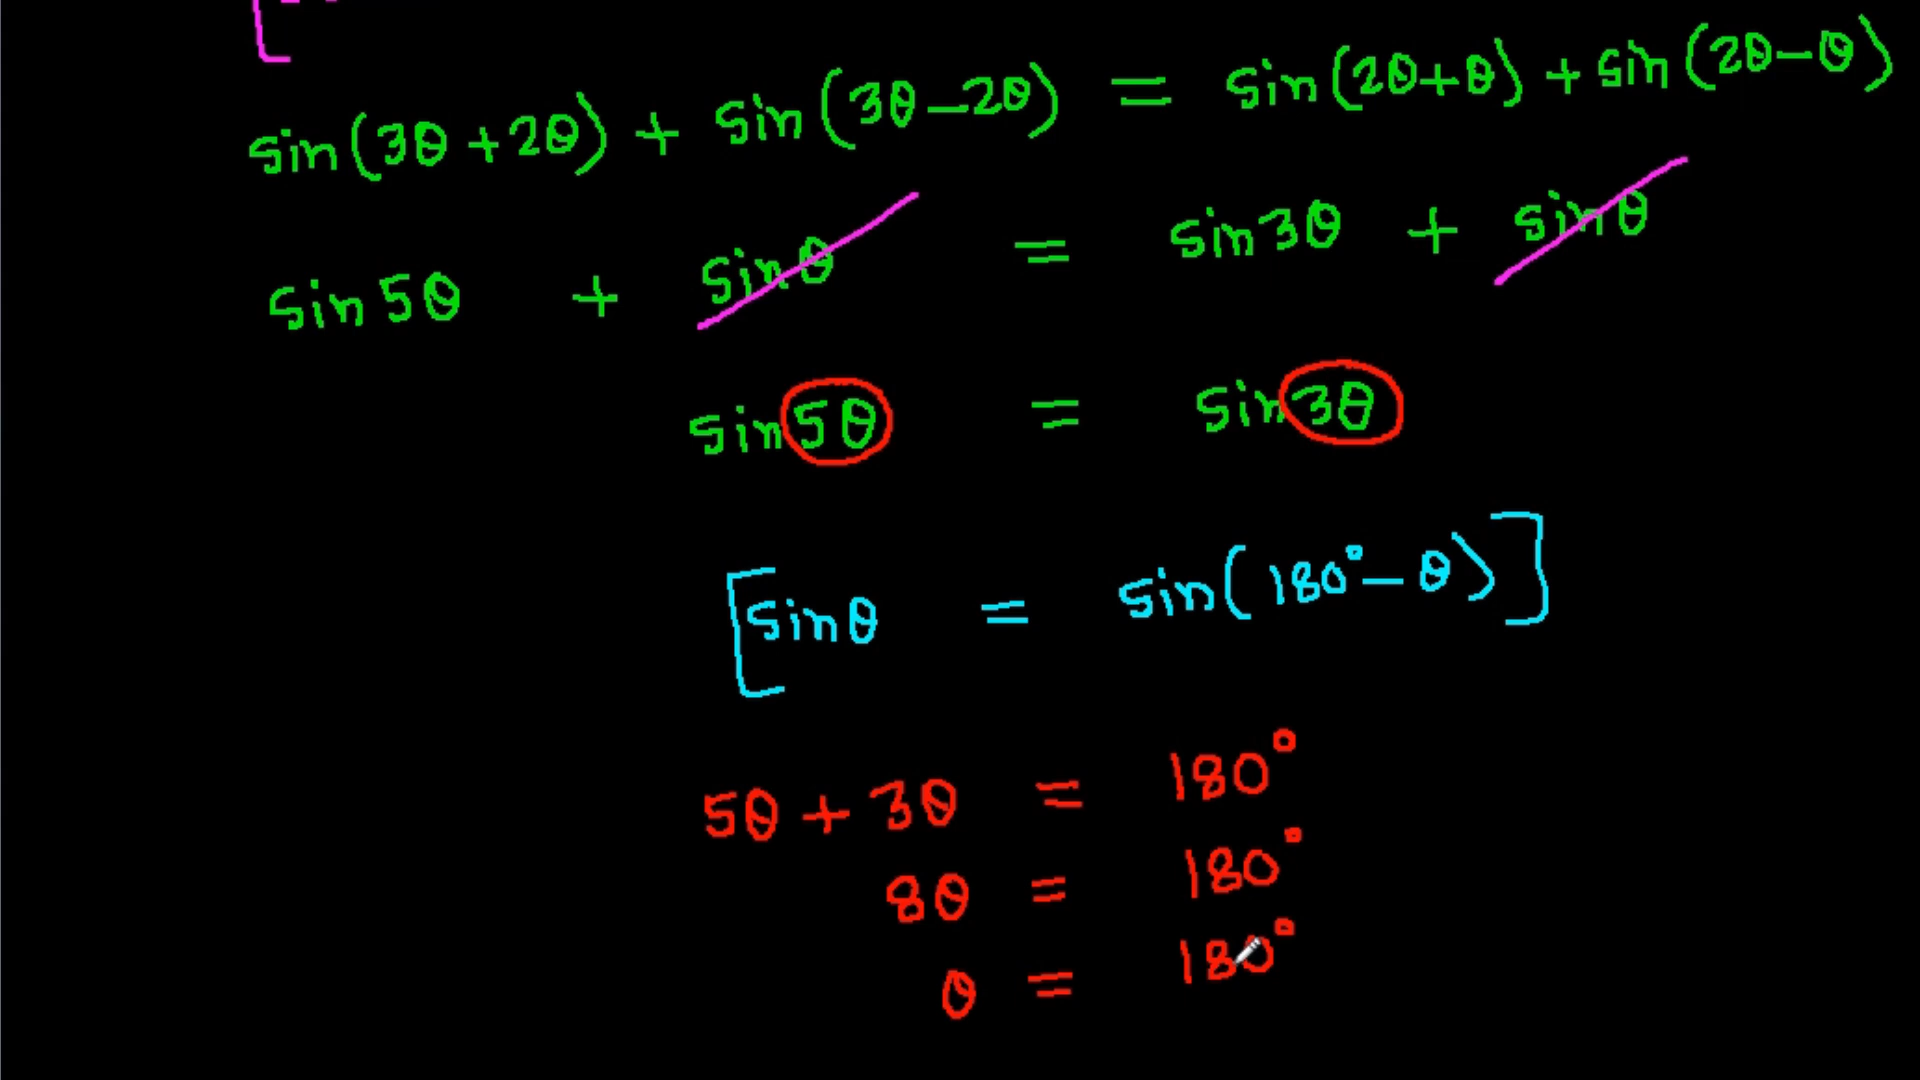 sin(3θ+2θ) + sin(3θ-2θ) = sin(2θ+θ) + sin(2θ-θ)
sin5θ + sinθ = sin3θ + sinθ
sin5θ = sin3θ
[sinθ = sin(180°-θ)]
5θ+3θ = 180°
8θ = 180°
θ = 180°